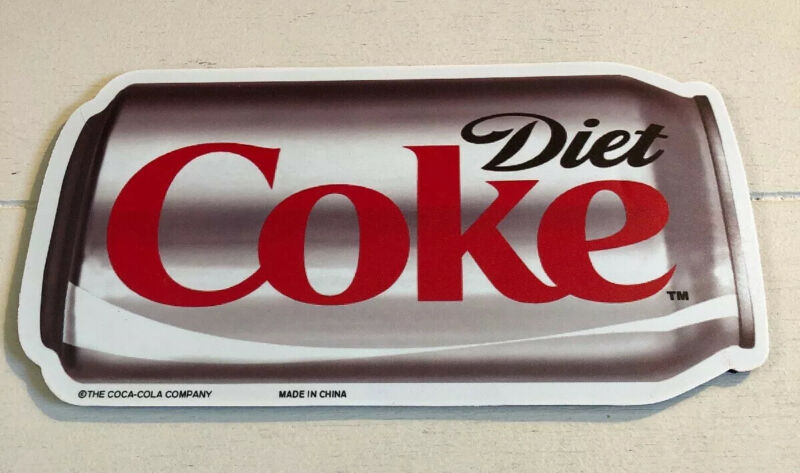 Diet
Coke
TM
©THE COCA-COLA COMPANY MADE IN CHINA